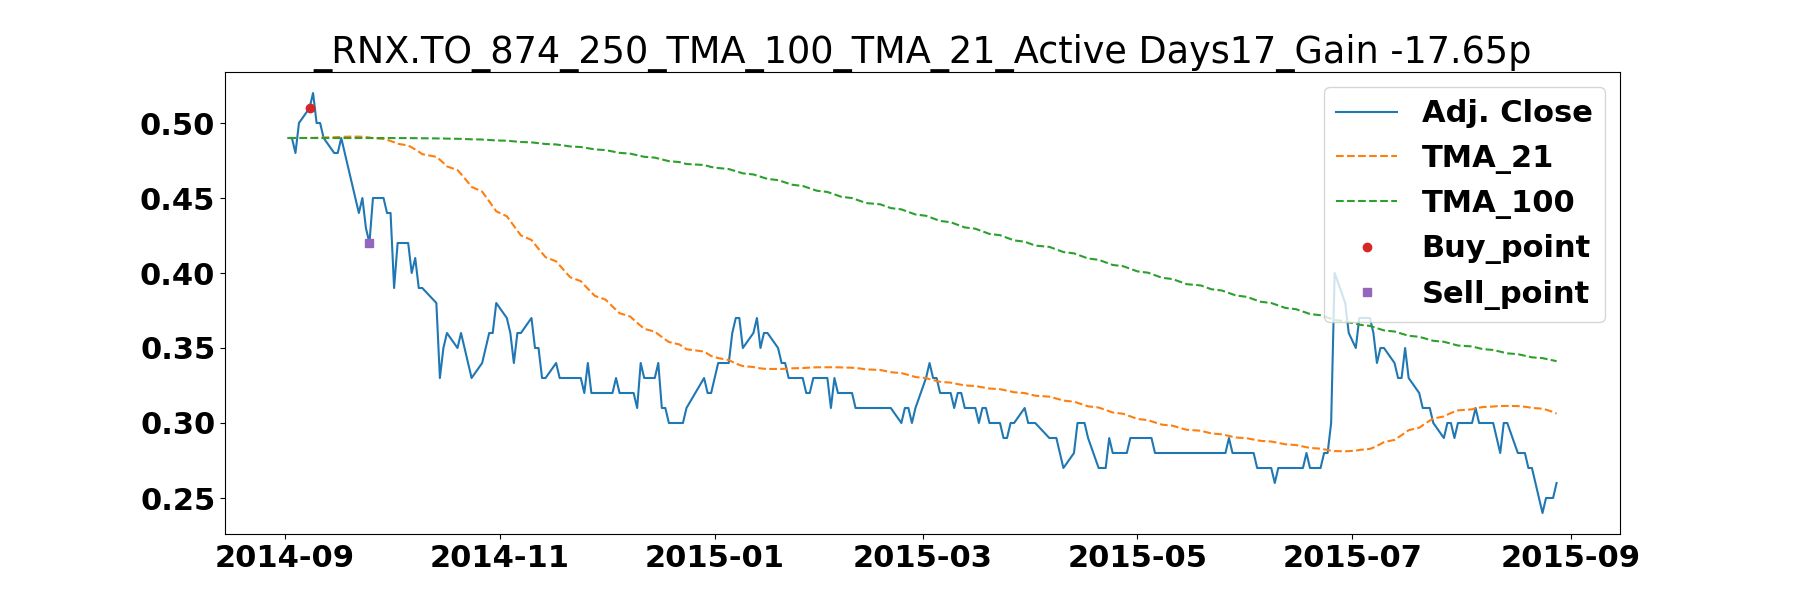 _RNX.TO_874_250_TMA_100_TMA_21_Active Days17_Gain -17.65p
Adj. Close
TMA_21
TMA_100
Buy_point
Sell_point
0.50
0.45
0.40
0.35
0.30
0.25
2014-09 2014-11 2015-01 2015-03 2015-05 2015-07 2015-09